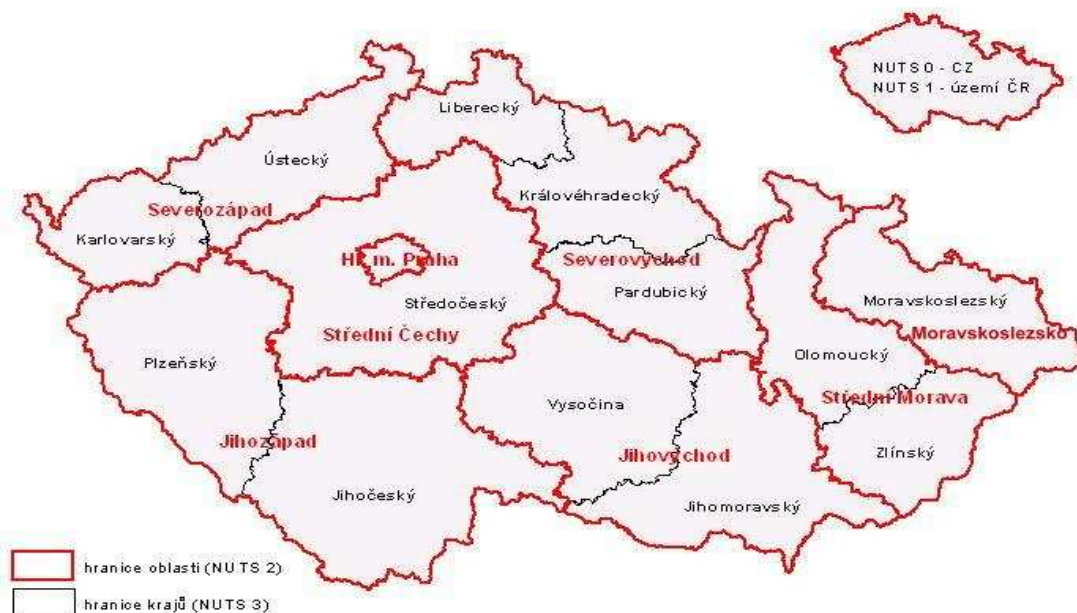 NUTS 0 - CZ
NUTS 1 - území ČR
Liberecký
Ústecký
Královéhradecký
Severozápad
Karlovarský
Hl. m. Praha
Severovýchod
Středočeský
Pardubický
Moravskoslezský
Střední Čechy
Moravskoslezsko
Plzeňský
Olomoucký
Vysočina
Střední Morava
Jihozápad
Jihovýchod
Zlínský
Jihočeský
Jihomoravský
hranice oblasti (NUTS 2)
hranice krajů (NUTS 3)